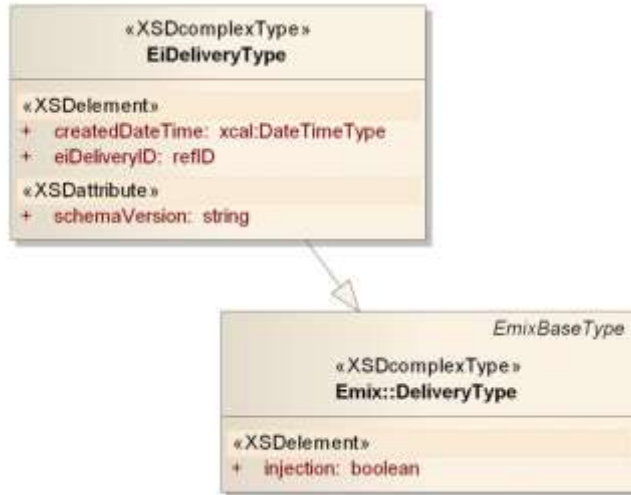 «XSDcomplexType»
EiDeliveryType
«XSDelement»
+ createdDateTime: xcal:DateTimeType
+ eiDeliveryID: refID
«XSDattribute»
+ schemaVersion: string
EmixBaseType
«XSDcomplexType»
Emix::DeliveryType
«XSDelement»
+ injection: boolean